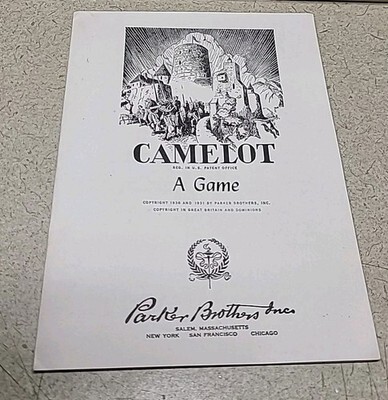 CAMELOT
REG. IN U.S. PATENT OFFICE
A Game
COPYRIGHT 1930 AND 1931 BY PARKER BROTHERS, INC.
COPYRIGHT IN GREAT BRITAIN AND DOMINIONS
Parker Brothers Inc
SALEM, MASSACHUSETTS
NEW YORK SAN FRANCISCO CHICAGO